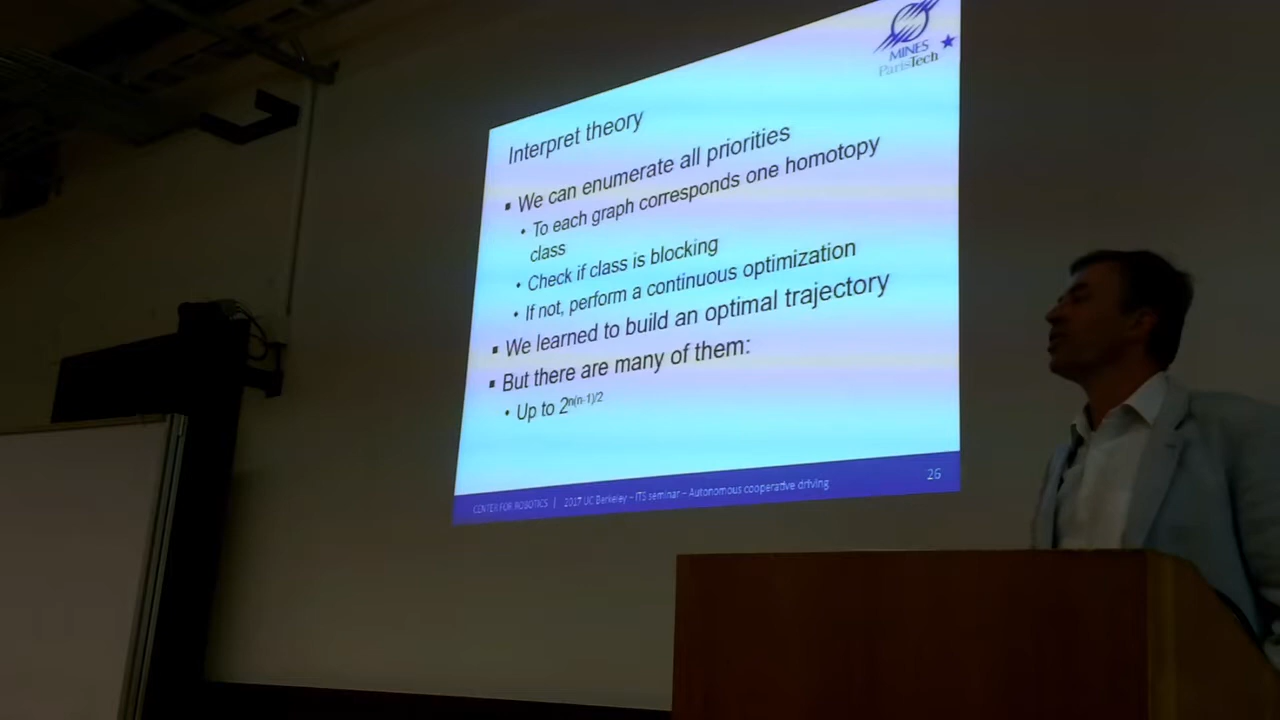 MINES
ParisTech
Interpret theory
▪ We can enumerate all priorities
• To each graph corresponds one homotopy
class
• Check if class is blocking
• If not, perform a continuous optimization
▪ We learned to build an optimal trajectory
▪ But there are many of them:
• Up to 2^n(n-1)/2
CENTER FOR ROBOTICS | 2017 UC Berkeley – ITS seminar – Autonomous cooperative driving
26